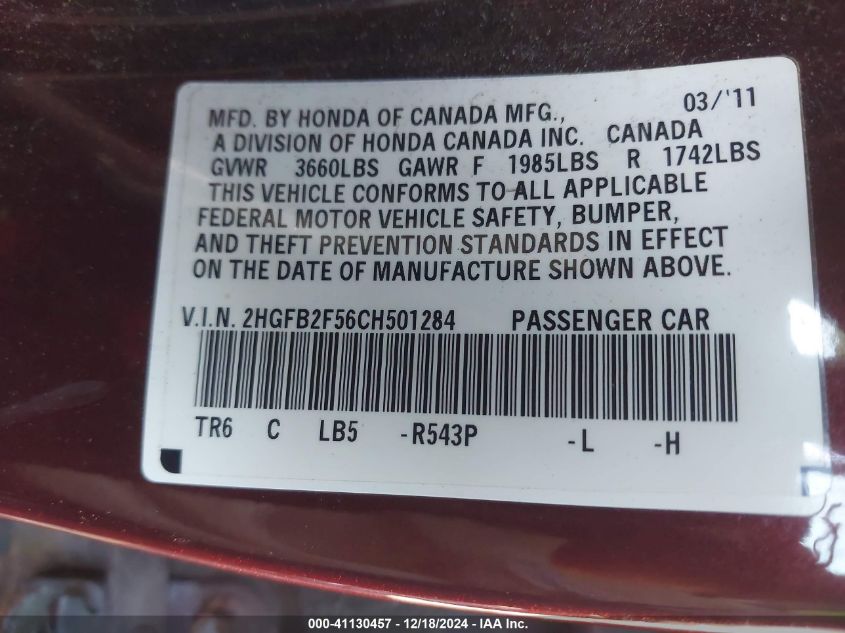 MFD. BY HONDA OF CANADA MFG., 03/'11
A DIVISION OF HONDA CANADA INC. CANADA
GVWR 3660LBS GAWR F 1985LBS R 1742LBS
THIS VEHICLE CONFORMS TO ALL APPLICABLE
FEDERAL MOTOR VEHICLE SAFETY, BUMPER,
AND THEFT PREVENTION STANDARDS IN EFFECT
ON THE DATE OF MANUFACTURE SHOWN ABOVE.
V.I.N. 2HGFB2F56CH501284 PASSENGER CAR
TR6 C LB5 -R543P -L -H
000-41130457 - 12/18/2024 - IAA Inc.